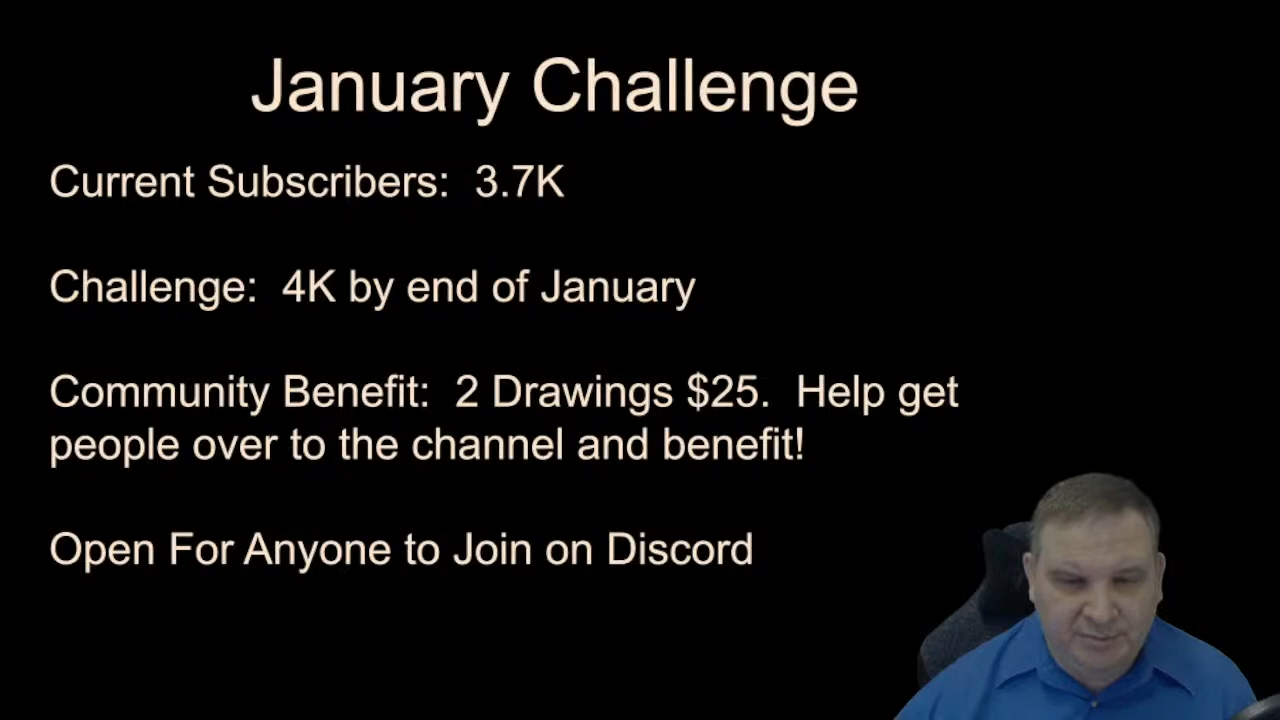 January Challenge
Current Subscribers:  3.7K
Challenge:  4K by end of January
Community Benefit:  2 Drawings $25.  Help get
people over to the channel and benefit!
Open For Anyone to Join on Discord